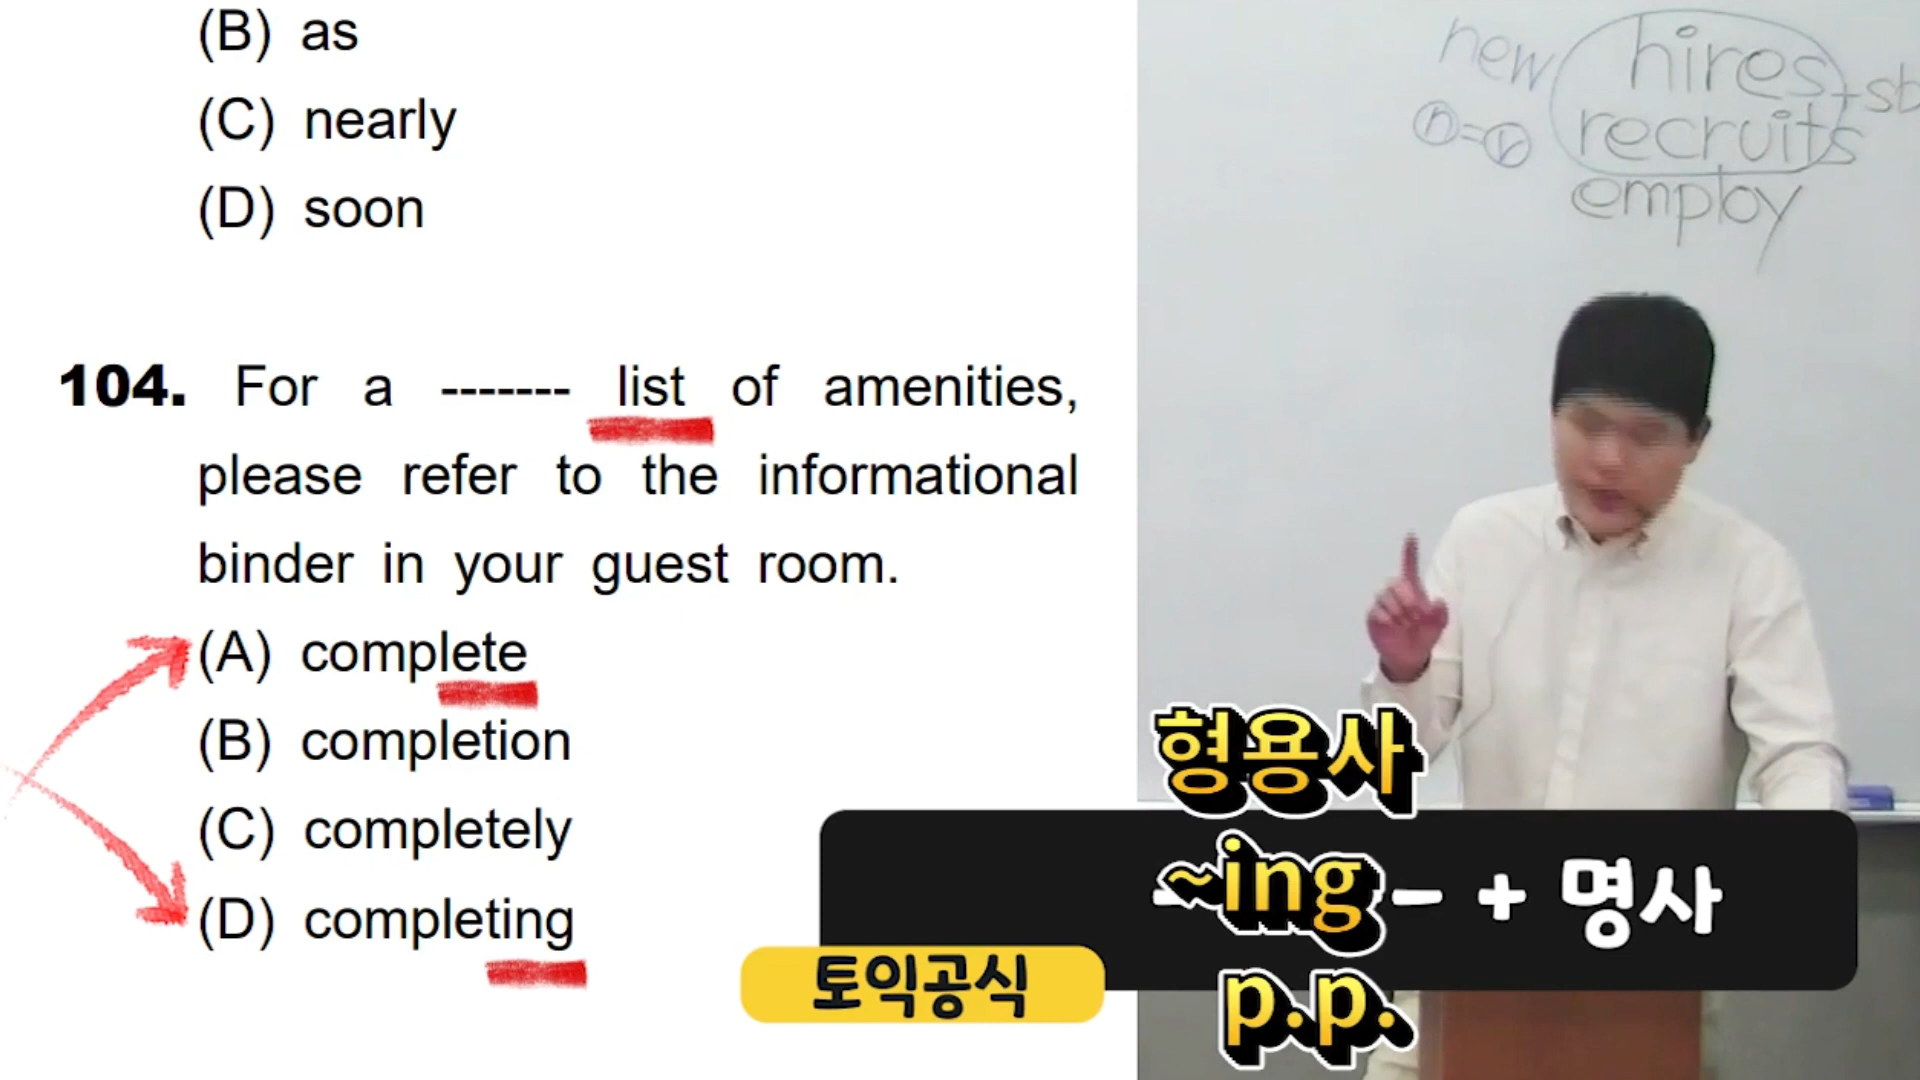 (B) as
(C) nearly
(D) soon
104. For a ------- list of amenities,
please refer to the informational
binder in your guest room.
(A) complete
(B) completion
(C) completely
(D) completing
new hires + sb
ⓝ=ⓥ recruits
employ
형용사
~ing - + 명사
p.p.
토익공식